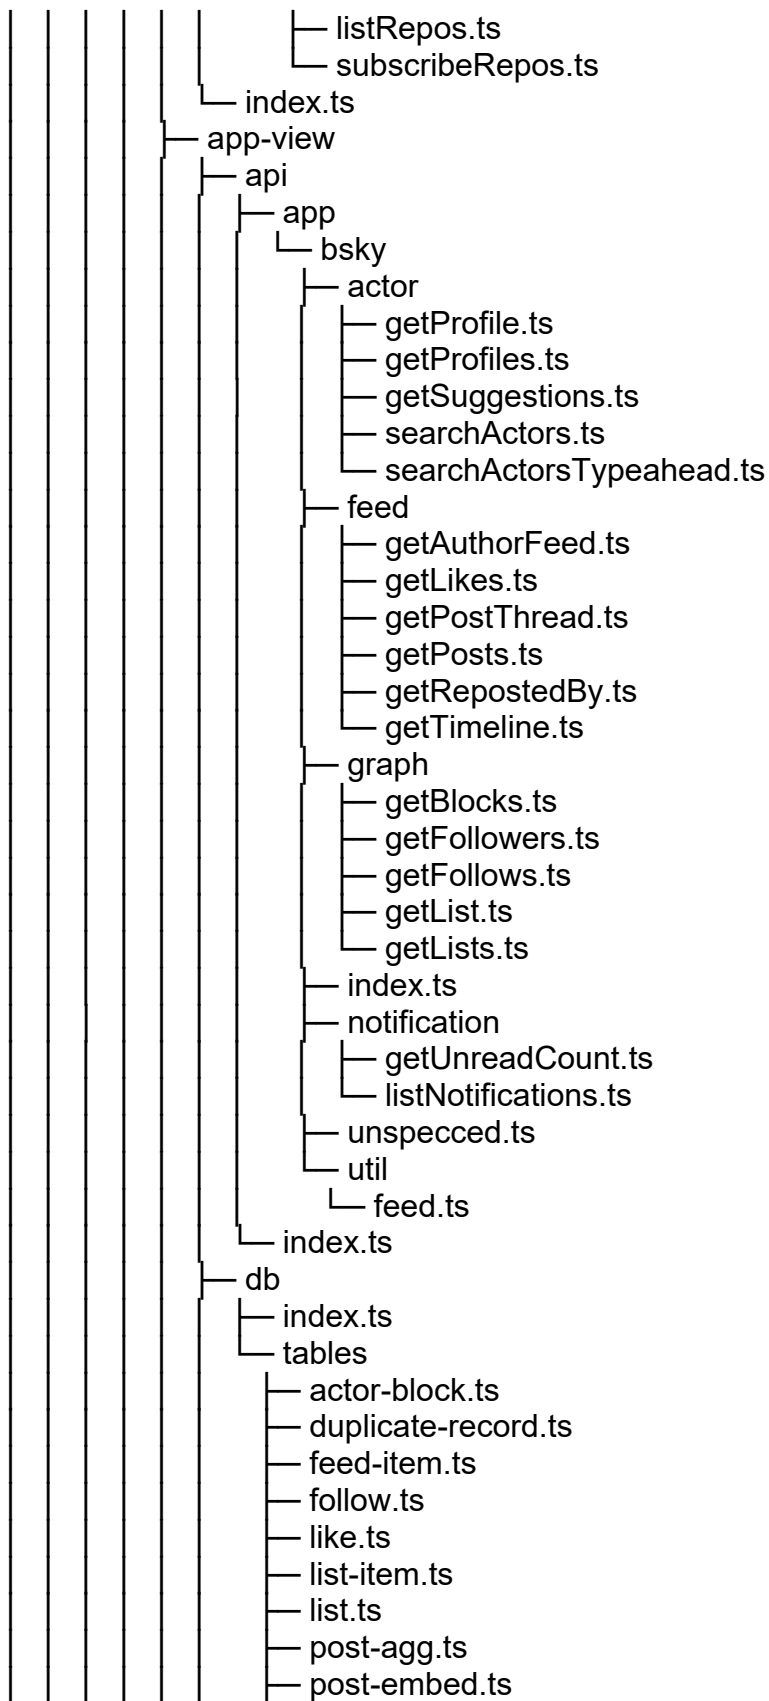 listRepos.ts
subscribeRepos.ts
index.ts
app-view
api
app
bsky
actor
getProfile.ts
getProfiles.ts
getSuggestions.ts
searchActors.ts
searchActorsTypeahead.ts
feed
getAuthorFeed.ts
getLikes.ts
getPostThread.ts
getPosts.ts
getRepostedBy.ts
getTimeline.ts
graph
getBlocks.ts
getFollowers.ts
getFollows.ts
getList.ts
getLists.ts
index.ts
notification
getUnreadCount.ts
listNotifications.ts
unspecced.ts
util
feed.ts
index.ts
db
index.ts
tables
actor-block.ts
duplicate-record.ts
feed-item.ts
follow.ts
like.ts
list-item.ts
list.ts
post-agg.ts
post-embed.ts